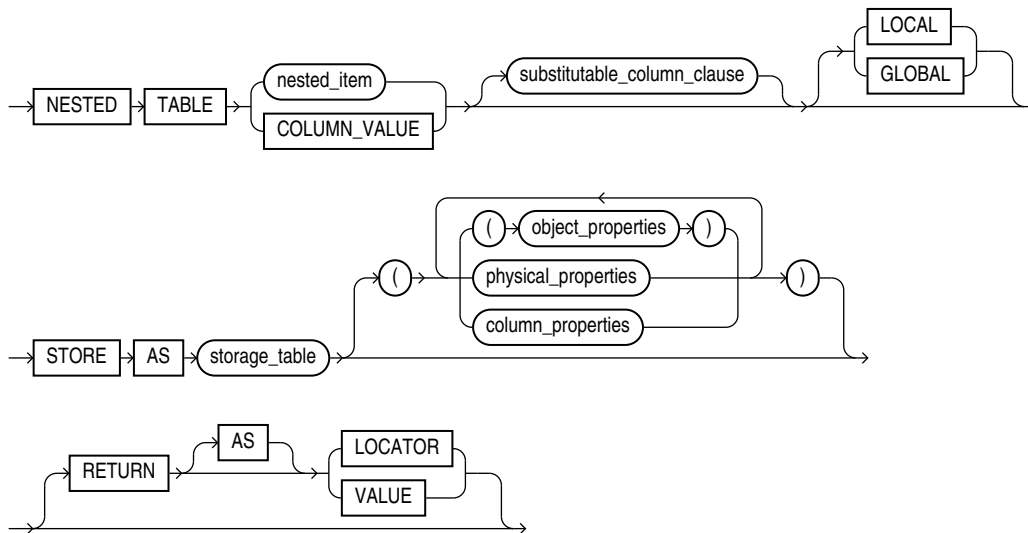 LOCAL
nested_item substitutable_column_clause GLOBAL
NESTED TABLE COLUMN_VALUE
( object_properties )
( physical_properties )
column_properties
STORE AS storage_table
AS LOCATOR
RETURN VALUE